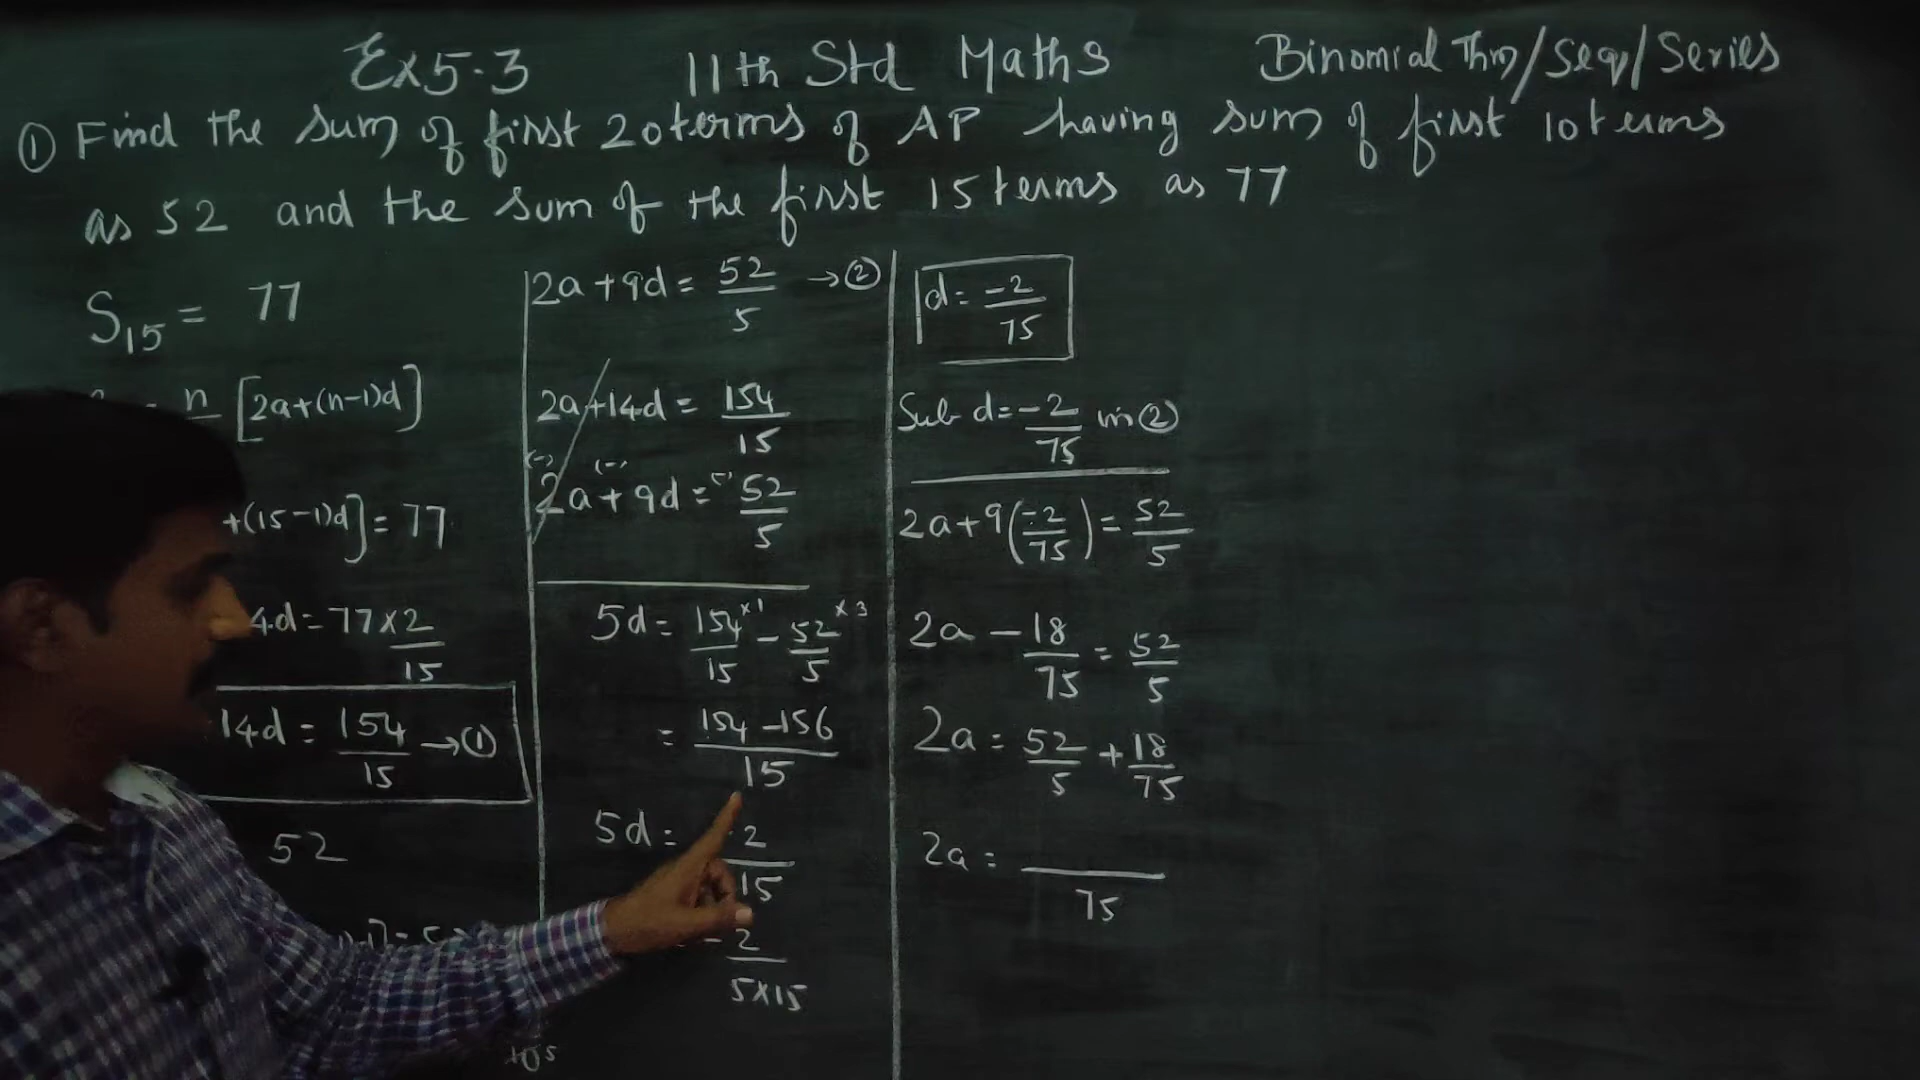 Ex 5.3 11th Std Maths Binomial Thm/Seq/Series
① Find the sum of first 20 terms of AP having sum of first 10 terms
as 52 and the sum of the first 15 terms as 77
S₁₅ = 77
n [2a+(n-1)d]
+(15-1)d] = 77
4d = 77×2/15
14d = 154/15 → ①
52
2a+9d = 52/5 → ②
2a+14d = 154/15
(-) (-) (-)
2a+9d = 52/5
5d = 154/15 ×1 - 52/5 ×3
= 154-156/15
5d = -2/15
-2/5×15
d = -2/75
Sub d = -2/75 in ②
2a+9(-2/75) = 52/5
2a - 18/75 = 52/5
2a = 52/5 + 18/75
2a = /75